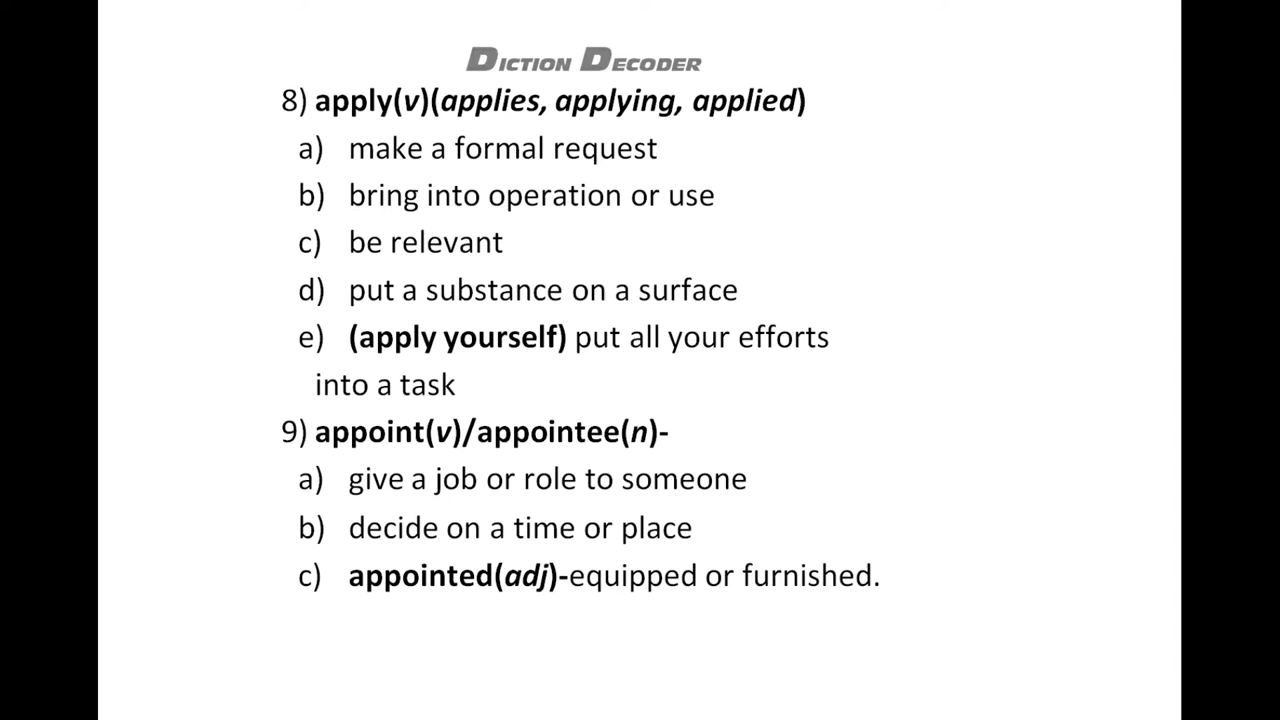 DICTION DECODER
8) apply(v)(applies, applying, applied)
a) make a formal request
b) bring into operation or use
c) be relevant
d) put a substance on a surface
e) (apply yourself) put all your efforts
into a task
9) appoint(v)/appointee(n)-
a) give a job or role to someone
b) decide on a time or place
c) appointed(adj)-equipped or furnished.